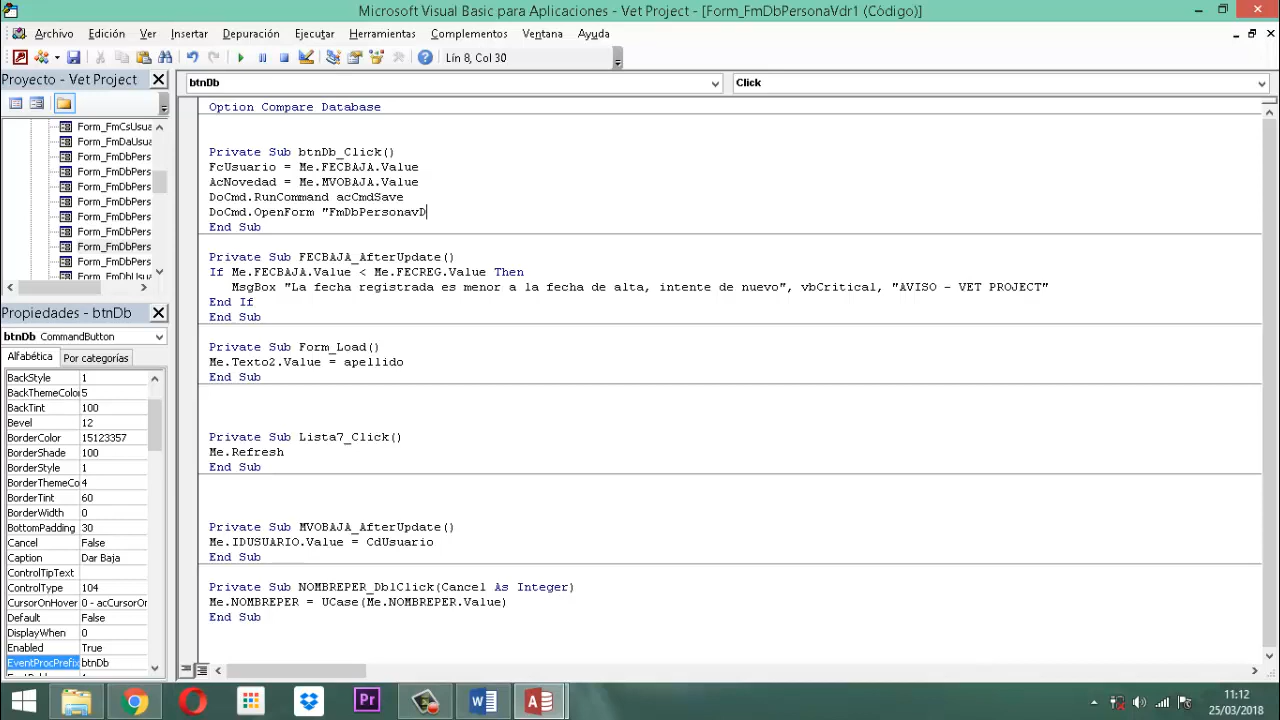 Microsoft Visual Basic para Aplicaciones - Vet Project - [Form_FmDbPersonaVdr1 (Código)]
Archivo Edición Ver Insertar Depuración Ejecutar Herramientas Complementos Ventana Ayuda
Lín 8, Col 30
Proyecto - Vet Project
Form_FmCsUsua
Form_FmDaUsua
Form_FmDbPers
Form_FmDbPers
Form_FmDbPers
Form_FmDbPers
Form_FmDbPers
Form_FmDbPers
Form_FmDbPers
Form_FmDbPers
Form_FmDbUsua
Propiedades - btnDb
btnDb CommandButton
Alfabética Por categorías
BackStyle 1
BackThemeColor 5
BackTint 100
Bevel 12
BorderColor 15123357
BorderShade 100
BorderStyle 1
BorderThemeCo 4
BorderTint 60
BorderWidth 0
BottomPadding 30
Cancel False
Caption Dar Baja
ControlTipText
ControlType 104
CursorOnHover 0 - acCursorOn
Default False
DisplayWhen 0
Enabled True
EventProcPrefix btnDb
btnDb Click
Option Compare Database
Private Sub btnDb_Click()
FcUsuario = Me.FECBAJA.Value
AcNovedad = Me.MVOBAJA.Value
DoCmd.RunCommand acCmdSave
DoCmd.OpenForm "FmDbPersonavD
End Sub
Private Sub FECBAJA_AfterUpdate()
If Me.FECBAJA.Value < Me.FECREG.Value Then
MsgBox "La fecha registrada es menor a la fecha de alta, intente de nuevo", vbCritical, "AVISO - VET PROJECT"
End If
End Sub
Private Sub Form_Load()
Me.Texto2.Value = apellido
End Sub
Private Sub Lista7_Click()
Me.Refresh
End Sub
Private Sub MVOBAJA_AfterUpdate()
Me.IDUSUARIO.Value = CdUsuario
End Sub
Private Sub NOMBREPER_DblClick(Cancel As Integer)
Me.NOMBREPER = UCase(Me.NOMBREPER.Value)
End Sub
Pr
11:12
25/03/2018